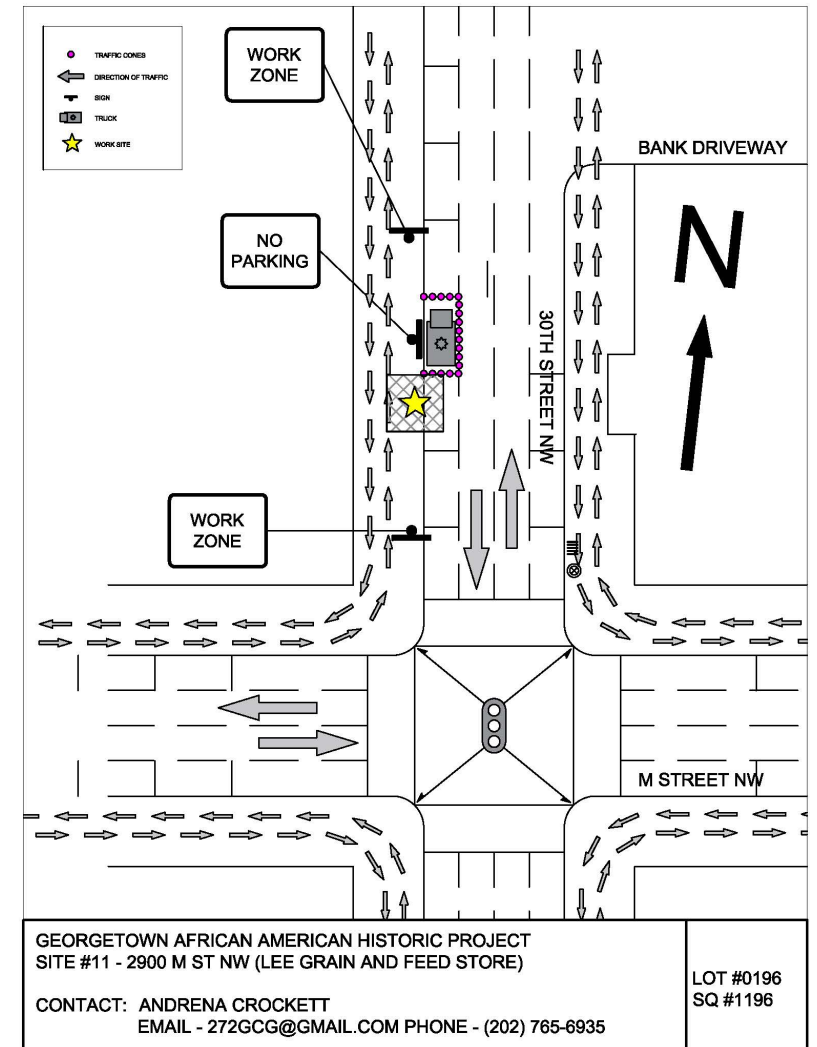 TRAFFIC CONES
DIRECTION OF TRAFFIC
SIGN
TRUCK
WORK SITE
WORK
ZONE
BANK DRIVEWAY
N
NO
PARKING
30TH STREET NW
WORK
ZONE
M STREET NW
GEORGETOWN AFRICAN AMERICAN HISTORIC PROJECT
SITE #11 - 2900 M ST NW (LEE GRAIN AND FEED STORE)
CONTACT: ANDRENA CROCKETT
EMAIL - 272GCG@GMAIL.COM PHONE - (202) 765-6935
LOT #0196
SQ #1196